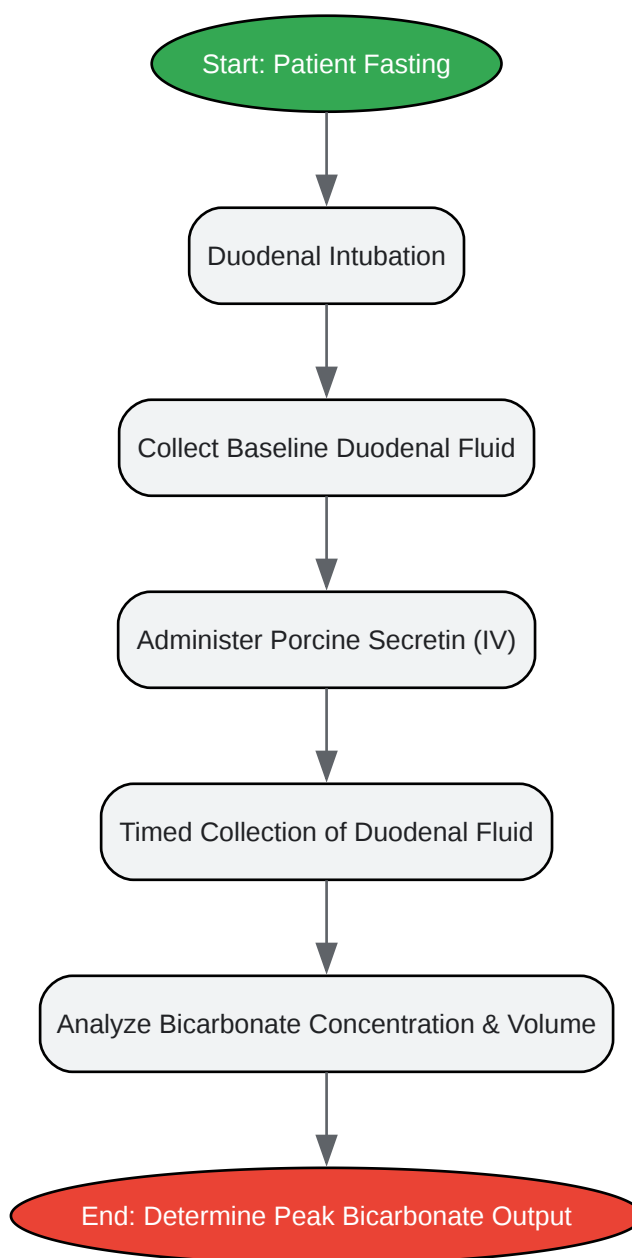 Start: Patient Fasting
Duodenal Intubation
Collect Baseline Duodenal Fluid
Administer Porcine Secretin (IV)
Timed Collection of Duodenal Fluid
Analyze Bicarbonate Concentration & Volume
End: Determine Peak Bicarbonate Output